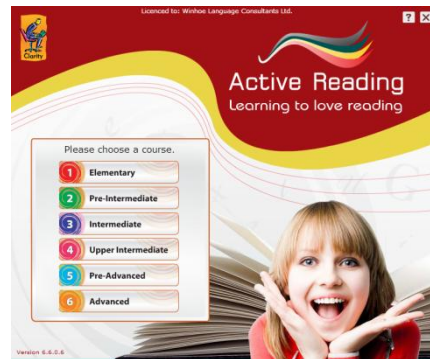 Licenced to: Winhoe Language Consultants Ltd.
? X
Clarity
Active Reading
Learning to love reading
Please choose a course.
1 Elementary
2 Pre-Intermediate
3 Intermediate
4 Upper Intermediate
5 Pre-Advanced
6 Advanced
Version 6.6.0.6